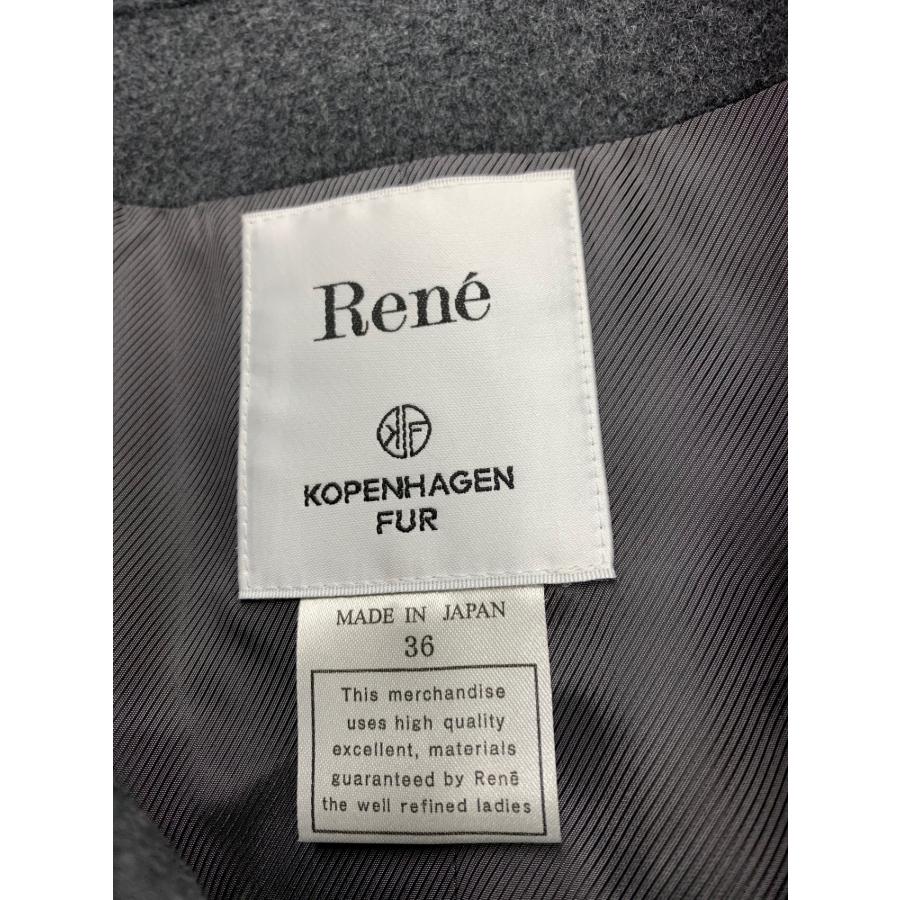 René
KF
KOPENHAGEN
FUR
MADE IN JAPAN
36
This merchandise
uses high quality
excellent, materials
guaranteed by Renē
the well refined ladies